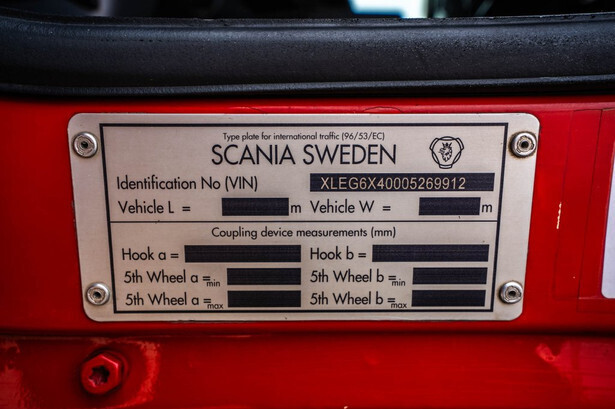 Type plate for international traffic (96/53/EC)
SCANIA SWEDEN
Identification No (VIN) XLEG6X40005269912
Vehicle L = m Vehicle W = m
Coupling device measurements (mm)
Hook a = Hook b =
5th Wheel a = min 5th Wheel b = min
5th Wheel a = max 5th Wheel b = max